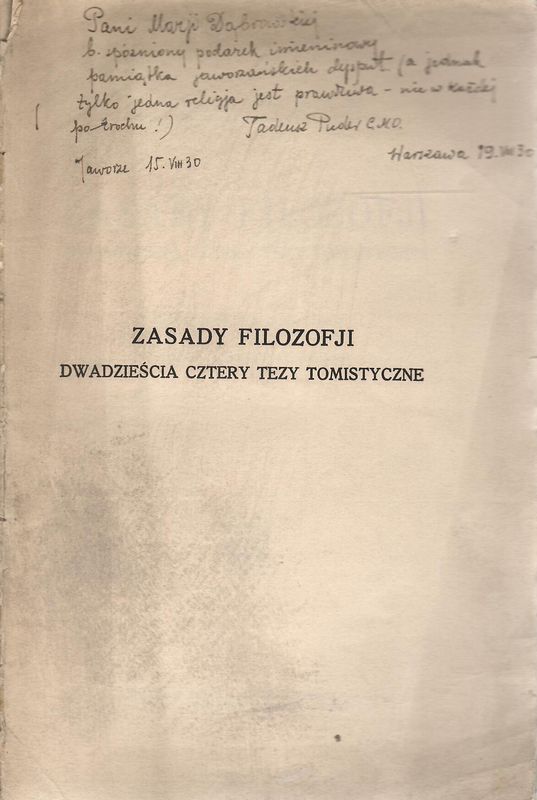 Pani Marji Dąbrowskiej
b. spóźniony podarek imieninowy
pamiątka jaworzańskich dysput (a jednak
tylko jedna religja jest prawdziwa – nie w każdej
po trochu!) Tadeusz Puder
Jaworze 15.VIII 30 Warszawa 19.VIII 30
ZASADY FILOZOFJI
DWADZIEŚCIA CZTERY TEZY TOMISTYCZNE